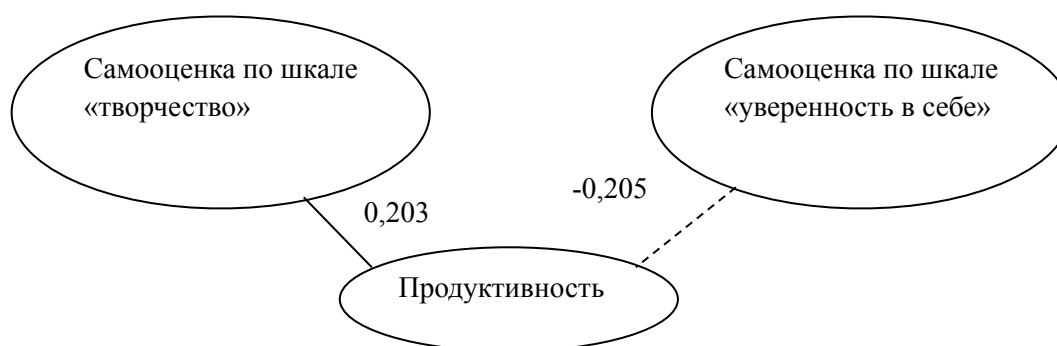 Самооценка по шкале
«творчество»
Самооценка по шкале
«уверенность в себе»
0,203
-0,205
Продуктивность